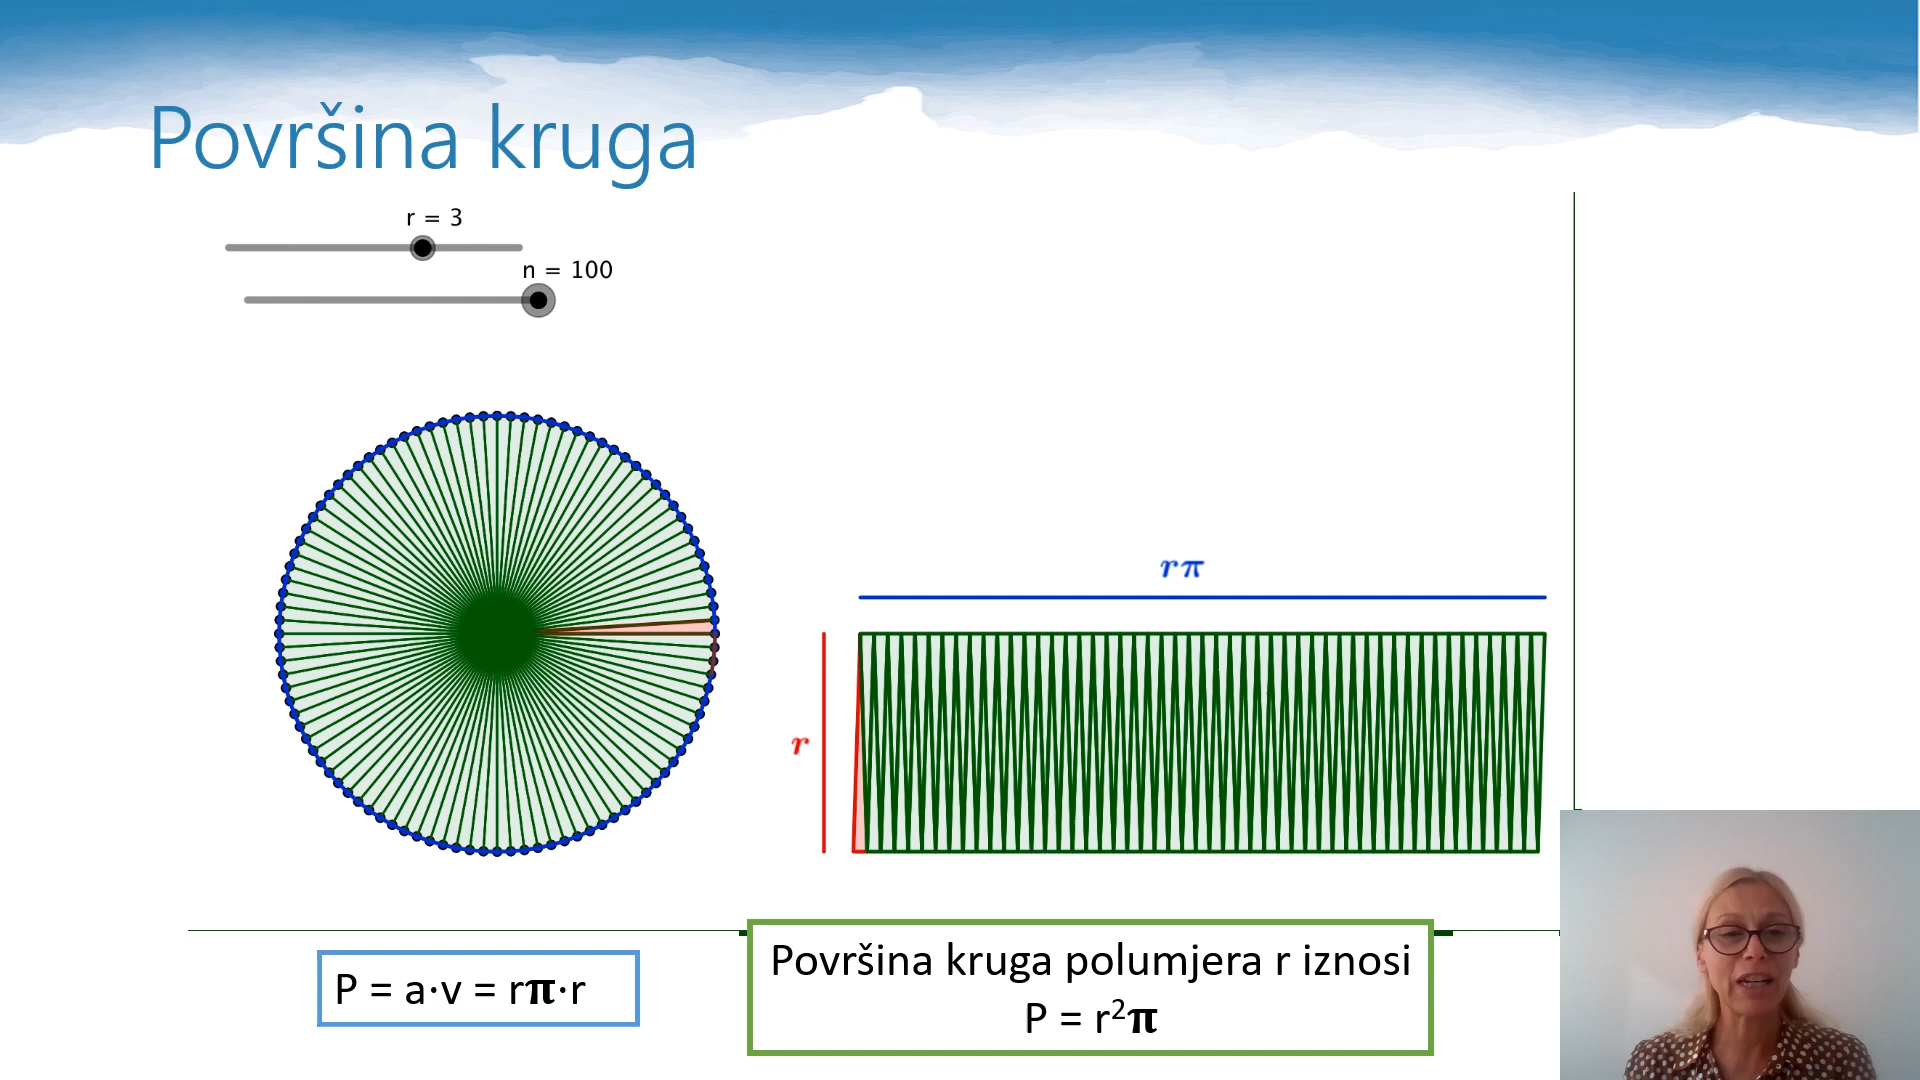 Površina kruga
r = 3
n = 100
rπ
r
P = a·v = rπ·r
Površina kruga polumjera r iznosi
P = r²π